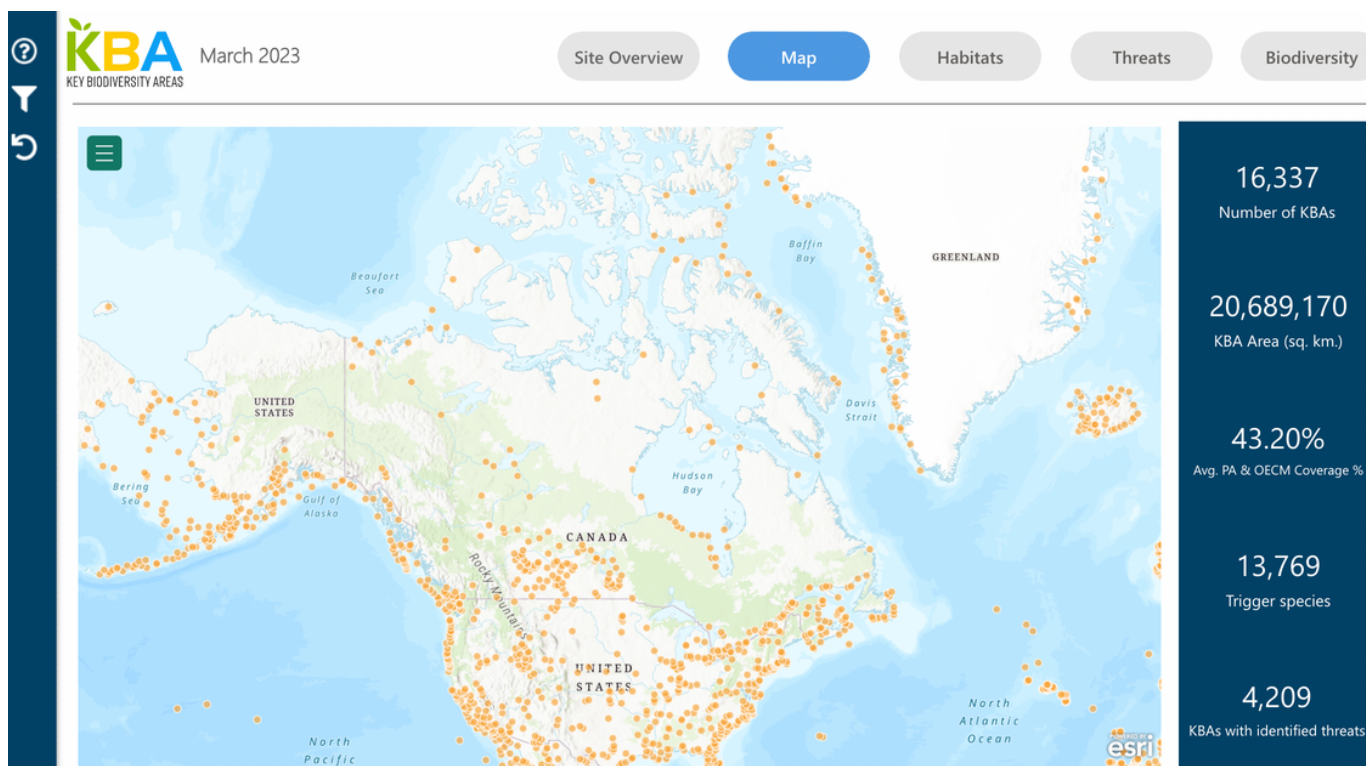 KBA
KEY BIODIVERSITY AREAS
March 2023
Site Overview
Map
Habitats
Threats
Biodiversity
Beaufort
Sea
Baffin
Bay
GREENLAND
UNITED
STATES
Davis
Strait
Bering
Sea
Gulf of
Alaska
Hudson
Bay
CANADA
Rocky Mountains
UNITED
STATES
North
Atlantic
Ocean
North
Pacific
POWERED BY
esri
16,337
Number of KBAs
20,689,170
KBA Area (sq. km.)
43.20%
Avg. PA & OECM Coverage %
13,769
Trigger species
4,209
KBAs with identified threats